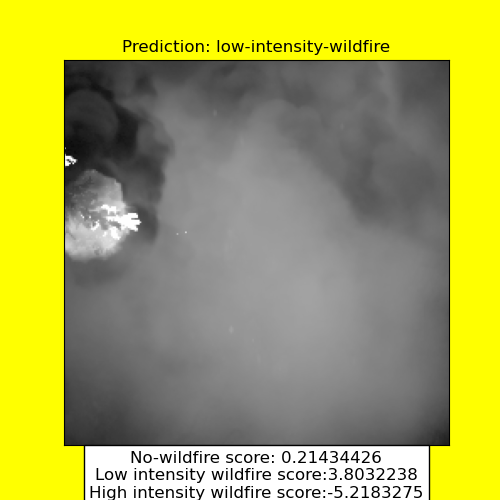 Prediction: low-intensity-wildfire
No-wildfire score: 0.21434426
Low intensity wildfire score:3.8032238
High intensity wildfire score:-5.2183275